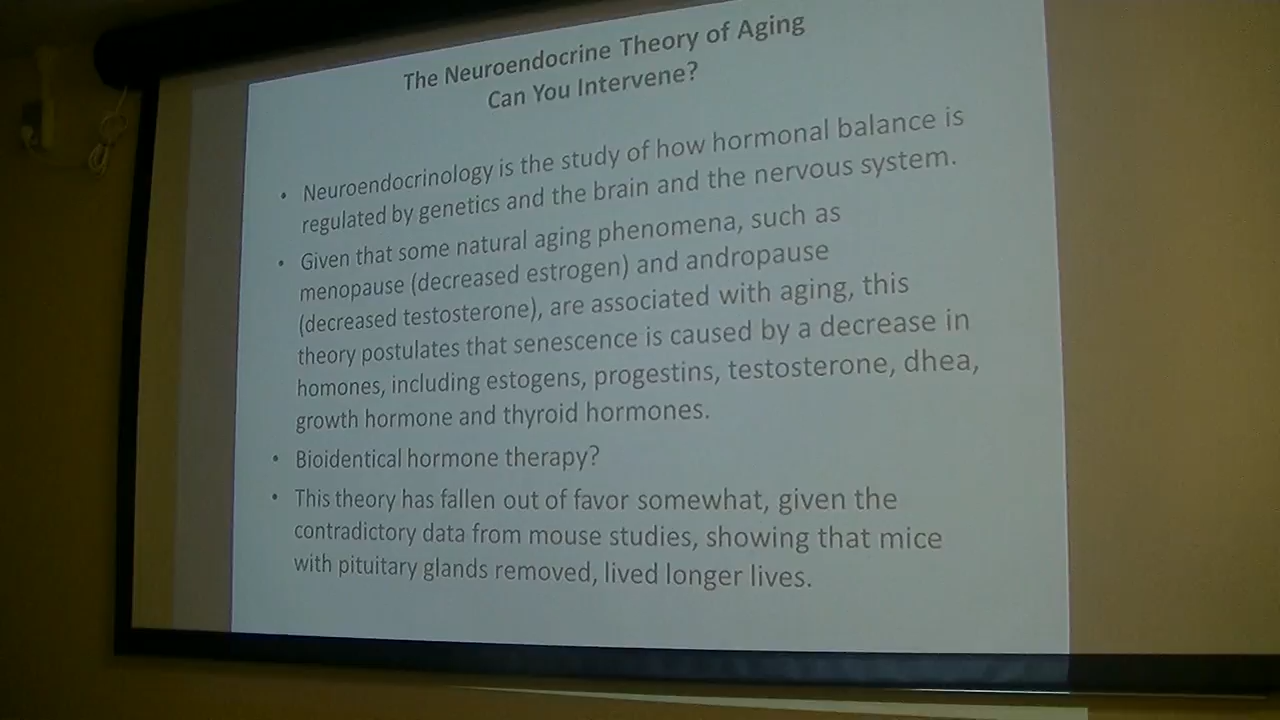 The Neuroendocrine Theory of Aging
Can You Intervene?
• Neuroendocrinology is the study of how hormonal balance is
regulated by genetics and the brain and the nervous system.
• Given that some natural aging phenomena, such as
menopause (decreased estrogen) and andropause
(decreased testosterone), are associated with aging, this
theory postulates that senescence is caused by a decrease in
homones, including estogens, progestins, testosterone, dhea,
growth hormone and thyroid hormones.
• Bioidentical hormone therapy?
• This theory has fallen out of favor somewhat, given the
contradictory data from mouse studies, showing that mice
with pituitary glands removed, lived longer lives.